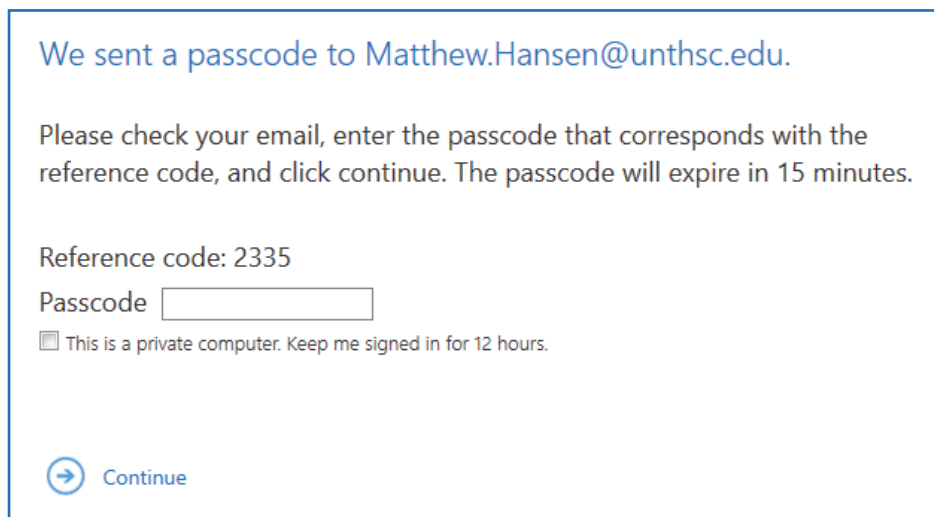 We sent a passcode to Matthew.Hansen@unthsc.edu.
Please check your email, enter the passcode that corresponds with the
reference code, and click continue. The passcode will expire in 15 minutes.
Reference code: 2335
Passcode
This is a private computer. Keep me signed in for 12 hours.
Continue